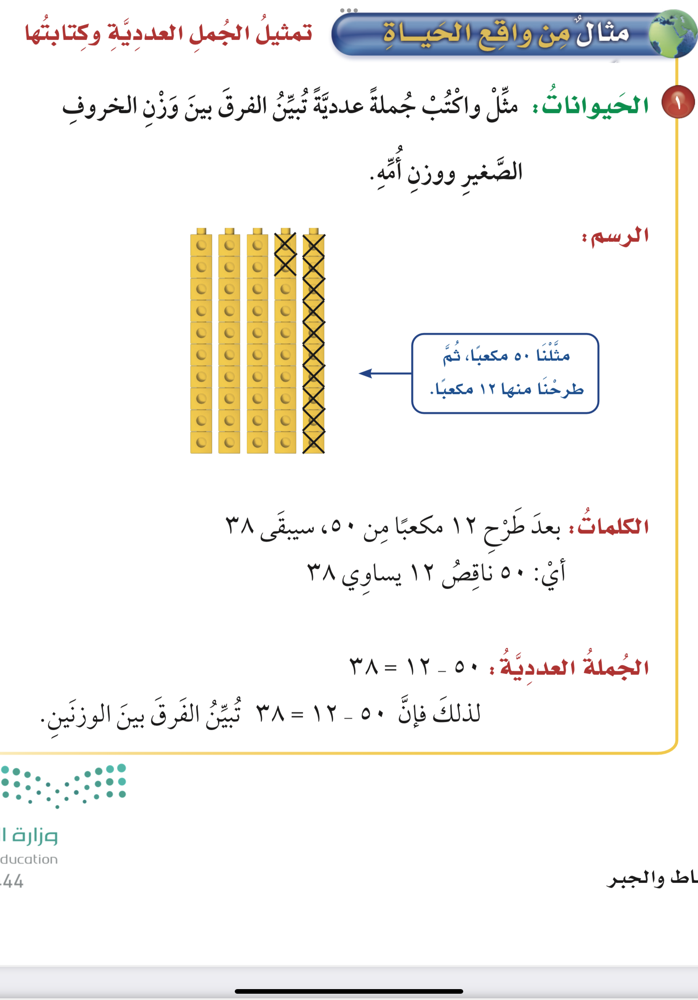 مثالٌ مِن واقِعِ الحَيـــاةِ
تمثيلُ الجُملِ العددِيَّةِ وكِتابتُها
١
الحَيواناتُ: مثِّلْ واكْتُبْ جُملةً عدديَّةً تُبيِّنُ الفرقَ بينَ وَزْنِ الخروفِ
الصَّغيرِ ووزنِ أُمِّهِ.
الرسم:
مثَّلْنَا ٥٠ مكعبًا، ثُمَّ
طرحْنَا منها ١٢ مكعبًا.
الكلماتُ: بعدَ طَرْحِ ١٢ مكعبًا مِن ٥٠، سيبقَى ٣٨
أيْ: ٥٠ ناقِصُ ١٢ يساوِي ٣٨
الجُملةُ العددِيَّةُ: ٥٠ - ١٢ = ٣٨
لذلكَ فإنَّ ٥٠ - ١٢ = ٣٨ تُبيِّنُ الفَرقَ بينَ الوزنَينِ.
وزارة ال
ducation
44
اط والجبر